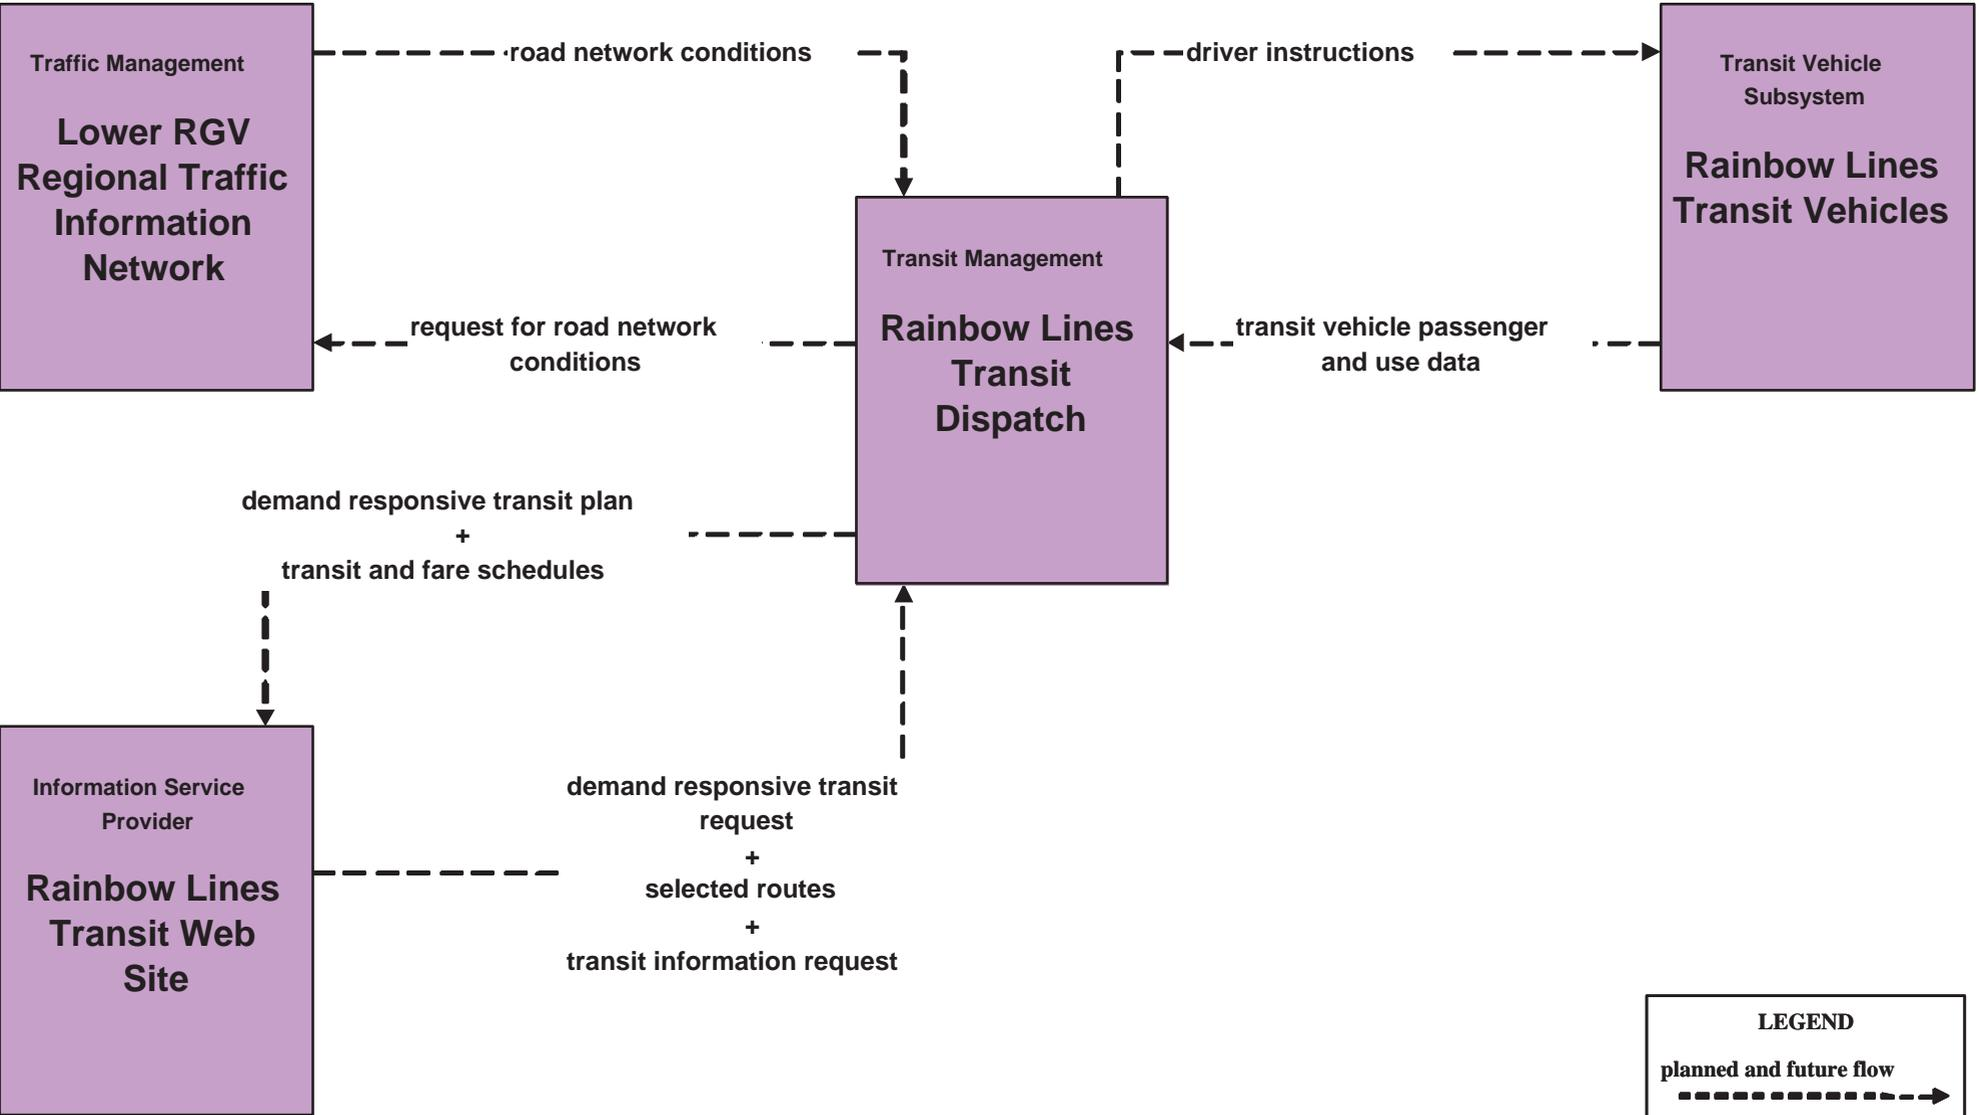 Traffic Management
Lower RGV
Regional Traffic
Information
Network
road network conditions
driver instructions
Transit Vehicle
Subsystem
Rainbow Lines
Transit Vehicles
Transit Management
Rainbow Lines
Transit
Dispatch
request for road network
conditions
transit vehicle passenger
and use data
demand responsive transit plan
+
transit and fare schedules
Information Service
Provider
Rainbow Lines
Transit Web
Site
demand responsive transit
request
+
selected routes
+
transit information request
LEGEND
planned and future flow